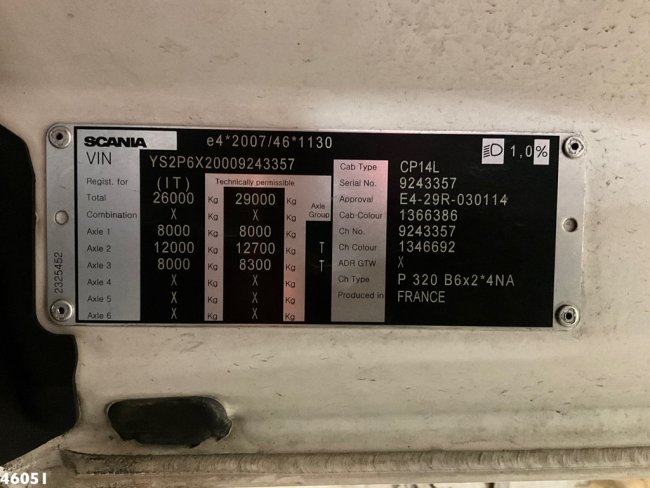 SCANIA e4*2007/46*1130 1,0%
VIN YS2P6X20009243357
Regist. for (IT) Technically permissible
Total 26000 Kg 29000 Kg Axle Group
Combination X Kg X Kg
Axle 1 8000 Kg 8000 Kg
Axle 2 12000 Kg 12700 Kg T
Axle 3 8000 Kg 8300 Kg T
Axle 4 X Kg X Kg
Axle 5 X Kg X Kg
Axle 6 X Kg X Kg
Cab Type CP14L
Serial No. 9243357
Approval E4-29R-030114
Cab Colour 1366386
Ch No. 9243357
Ch Colour 1346692
ADR GTW X
Ch Type P 320 B6x2*4NA
Produced in FRANCE
2325452
46051